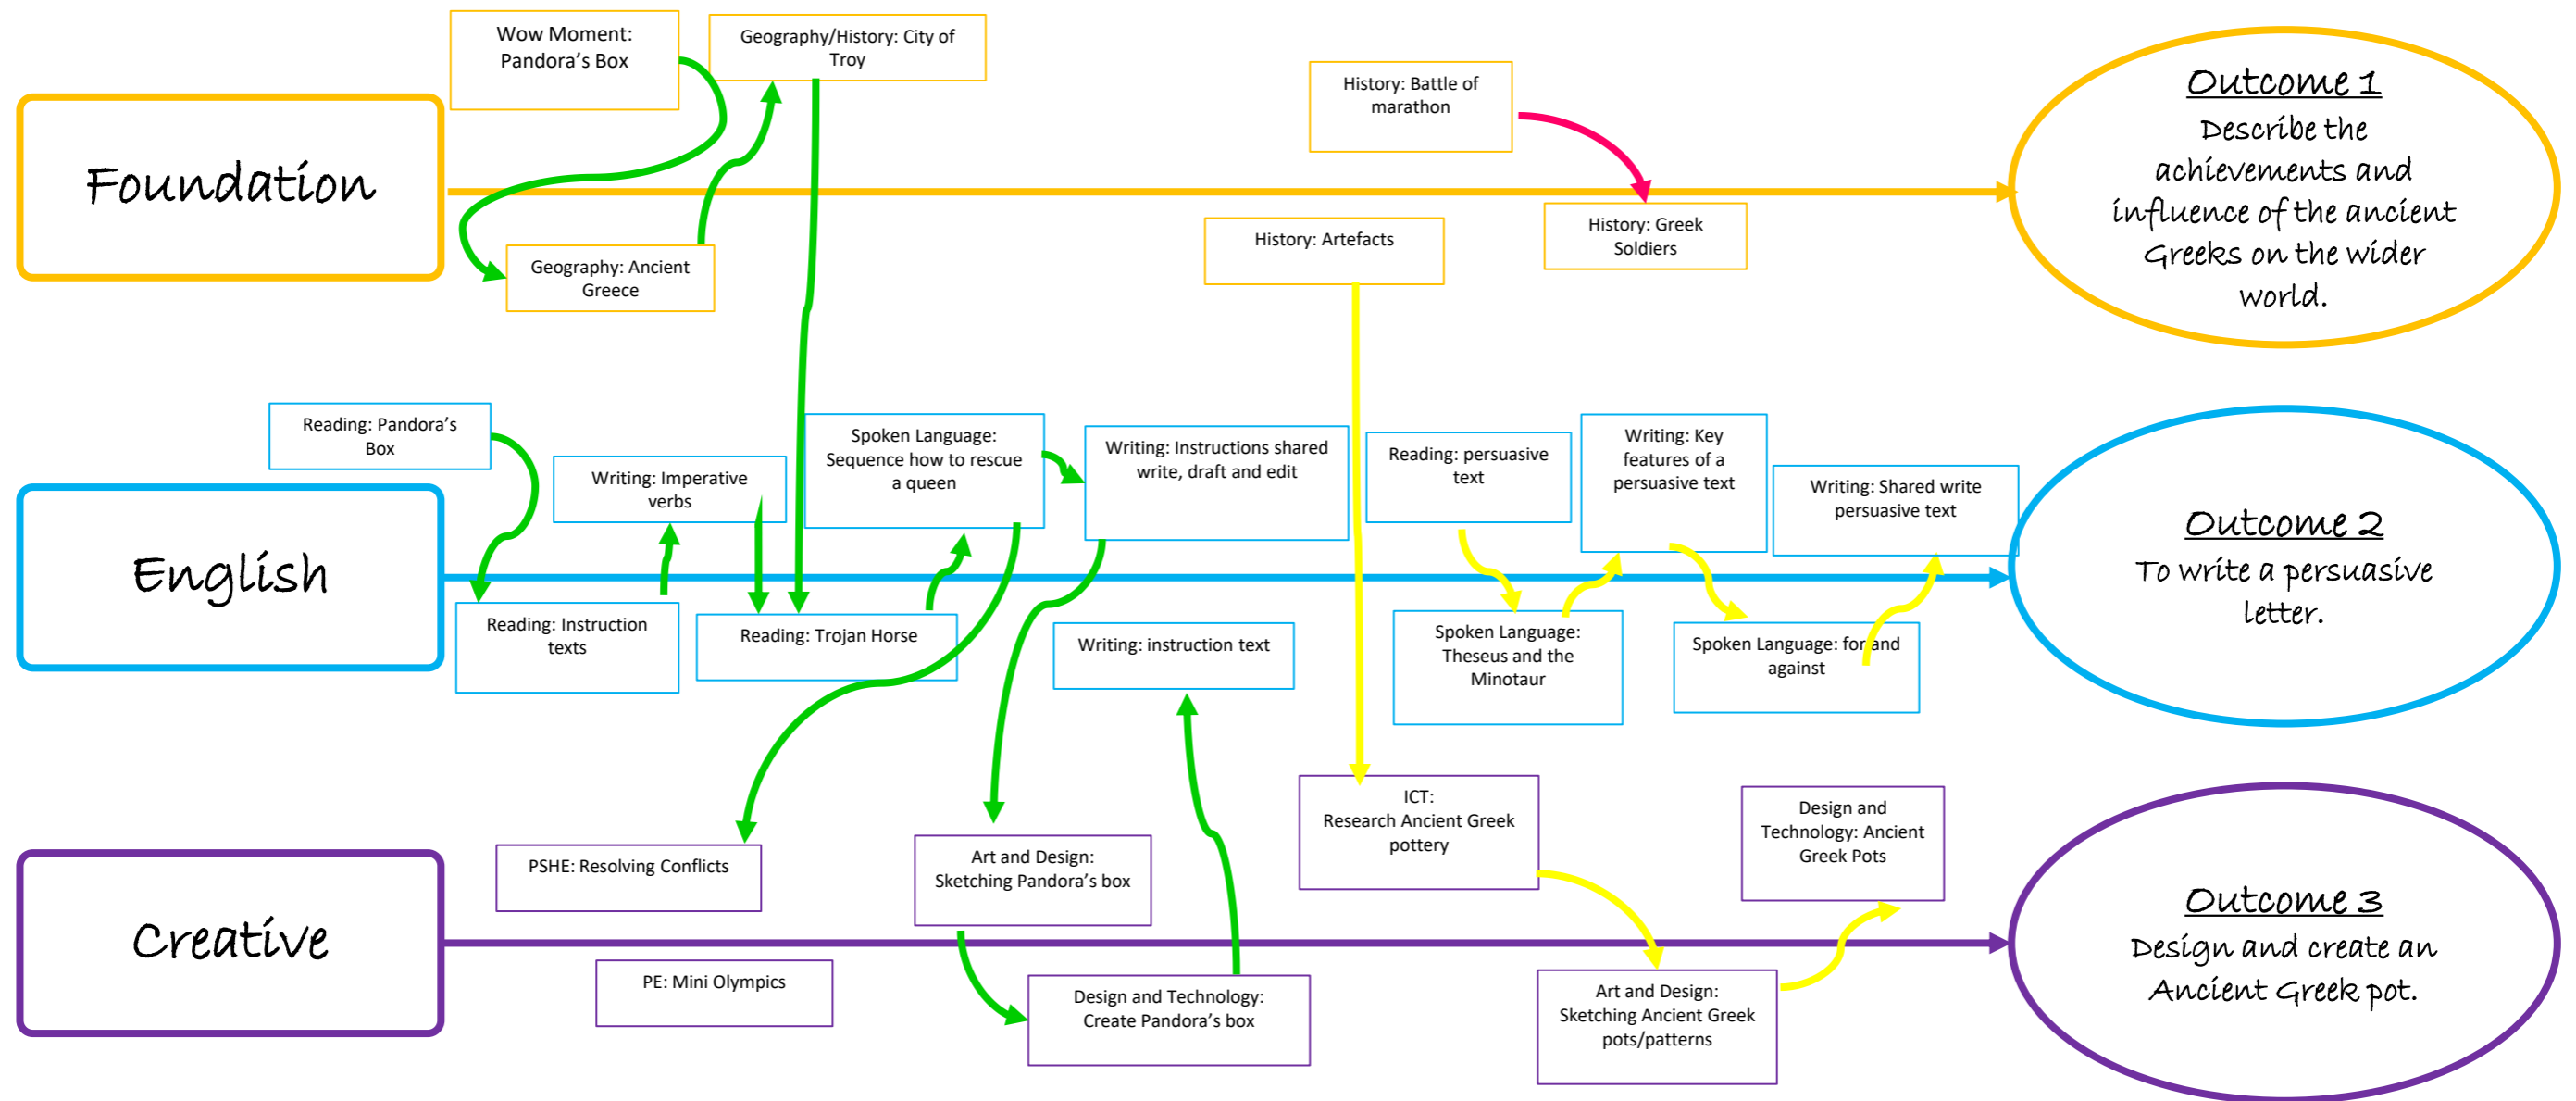 Wow Moment:
Pandora’s Box
Geography/History: City of
Troy
History: Battle of
marathon
Foundation
Geography: Ancient
Greece
History: Artefacts
History: Greek
Soldiers
Outcome 1
Describe the
achievements and
influence of the ancient
Greeks on the wider
world.
Reading: Pandora’s
Box
Writing: Imperative
verbs
Spoken Language:
Sequence how to rescue
a queen
Writing: Instructions shared
write, draft and edit
Reading: persuasive
text
Writing: Key
features of a
persuasive text
Writing: Shared write
persuasive text
English
Reading: Instruction
texts
Reading: Trojan Horse
Writing: instruction text
Spoken Language:
Theseus and the
Minotaur
Spoken Language: for and
against
Outcome 2
To write a persuasive
letter.
PSHE: Resolving Conflicts
Art and Design:
Sketching Pandora’s box
ICT:
Research Ancient Greek
pottery
Design and
Technology: Ancient
Greek Pots
Creative
PE: Mini Olympics
Design and Technology:
Create Pandora’s box
Art and Design:
Sketching Ancient Greek
pots/patterns
Outcome 3
Design and create an
Ancient Greek pot.